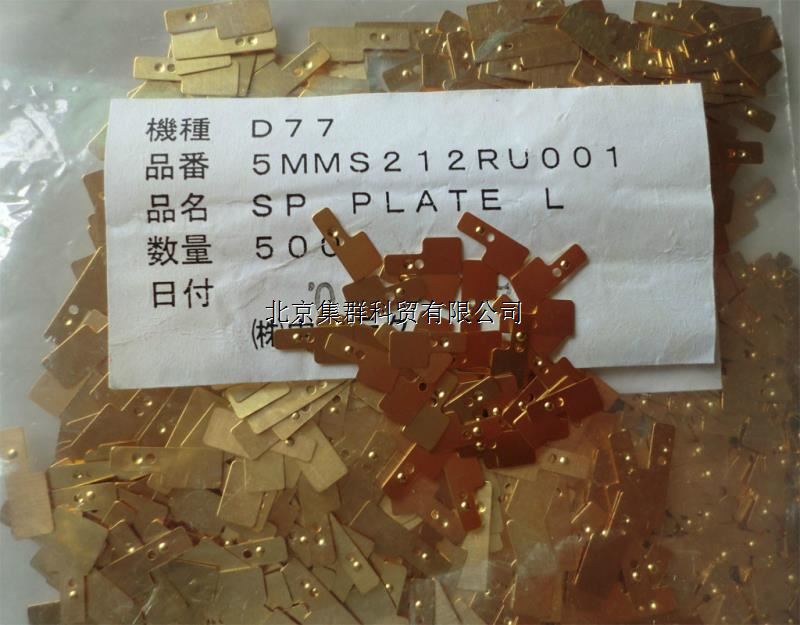 機種 D77
品番 5MMS212RU001
品名 SP PLATE L
数量 500
日付
北京集群科贸有限公司
(株)